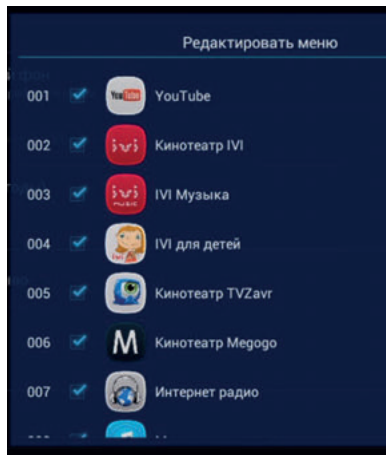 Редактировать меню
001 YouTube
002 Кинотеатр IVI
003 IVI Музыка
004 IVI для детей
005 Кинотеатр TVZavr
006 M Кинотеатр Megogo
007 Интернет радио